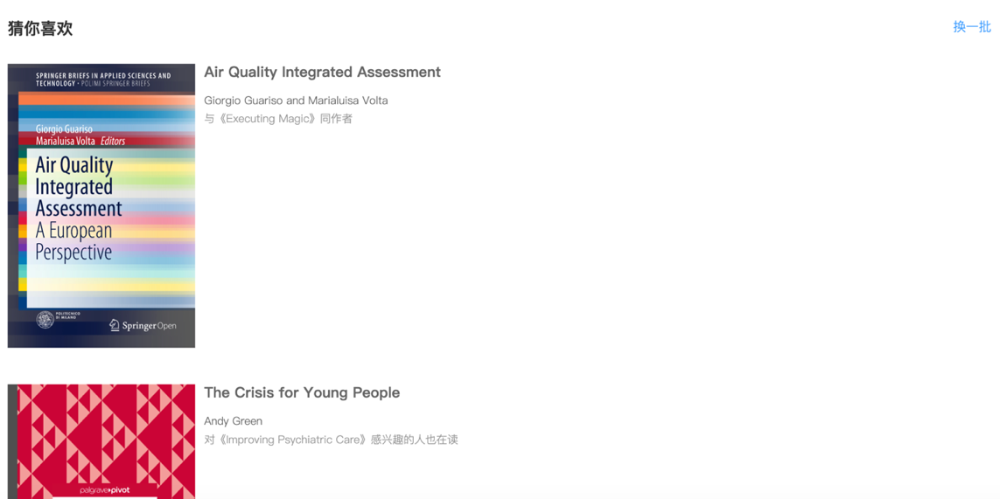 猜你喜欢
换一批
SPRINGER BRIEFS IN APPLIED SCIENCES AND
TECHNOLOGY · POLIMI SPRINGER BRIEFS
Giorgio Guariso
Marialuisa Volta Editors
Air Quality
Integrated
Assessment
A European
Perspective
POLITECNICO
DI MILANO
Springer Open
Air Quality Integrated Assessment
Giorgio Guariso and Marialuisa Volta
与《Executing Magic》同作者
palgrave pivot
The Crisis for Young People
Andy Green
对《Improving Psychiatric Care》感兴趣的人也在读